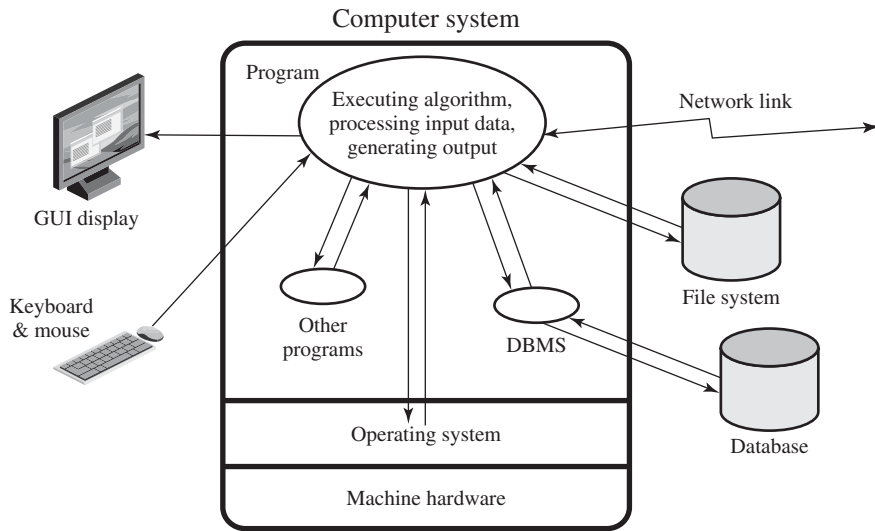 Computer system
Program
Executing algorithm,
processing input data,
generating output
Network link
GUI display
Keyboard
& mouse
Other
programs
DBMS
File system
Operating system
Database
Machine hardware